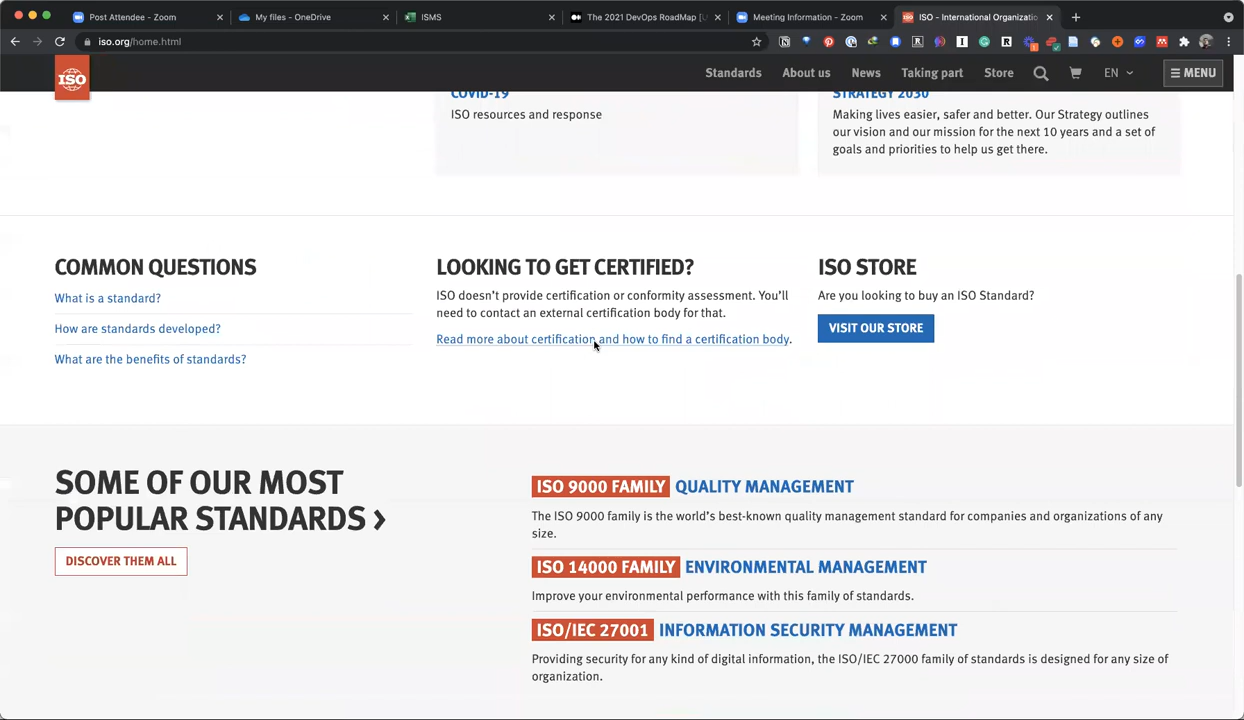 Post Attendee - Zoom
My files - OneDrive
ISMS
The 2021 DevOps RoadMap
Meeting Information - Zoom
ISO - International Organizatio
iso.org/home.html
ISO
Standards
About us
News
Taking part
Store
EN
MENU
COVID-19
ISO resources and response
STRATEGY 2030
Making lives easier, safer and better. Our Strategy outlines
our vision and our mission for the next 10 years and a set of
goals and priorities to help us get there.
COMMON QUESTIONS
What is a standard?
How are standards developed?
What are the benefits of standards?
LOOKING TO GET CERTIFIED?
ISO doesn’t provide certification or conformity assessment. You’ll
need to contact an external certification body for that.
Read more about certification and how to find a certification body.
ISO STORE
Are you looking to buy an ISO Standard?
VISIT OUR STORE
SOME OF OUR MOST
POPULAR STANDARDS ›
DISCOVER THEM ALL
ISO 9000 FAMILY QUALITY MANAGEMENT
The ISO 9000 family is the world’s best-known quality management standard for companies and organizations of any
size.
ISO 14000 FAMILY ENVIRONMENTAL MANAGEMENT
Improve your environmental performance with this family of standards.
ISO/IEC 27001 INFORMATION SECURITY MANAGEMENT
Providing security for any kind of digital information, the ISO/IEC 27000 family of standards is designed for any size of
organization.